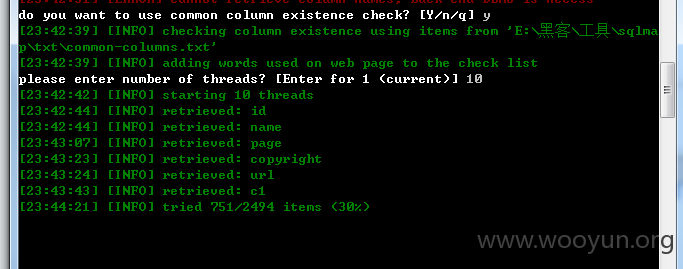 do you want to use common column existence check? [Y/n/q] y
[23:42:39] [INFO] checking column existence using items from 'E:\黑客\工具\sqlma
p\txt\common-columns.txt'
[23:42:39] [INFO] adding words used on web page to the check list
please enter number of threads? [Enter for 1 (current)] 10
[23:42:42] [INFO] starting 10 threads
[23:42:44] [INFO] retrieved: id
[23:42:44] [INFO] retrieved: name
[23:43:07] [INFO] retrieved: page
[23:43:23] [INFO] retrieved: copyright
[23:43:24] [INFO] retrieved: url
[23:43:43] [INFO] retrieved: c1
[23:44:21] [INFO] tried 751/2494 items (30%)
www.wooyun.org